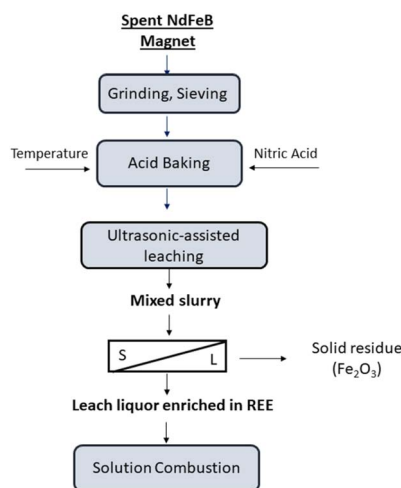 Spent NdFeB
Magnet
Grinding, Sieving
Temperature
Acid Baking
Nitric Acid
Ultrasonic-assisted
leaching
Mixed slurry
S
L
Solid residue
(Fe₂O₃)
Leach liquor enriched in REE
Solution Combustion